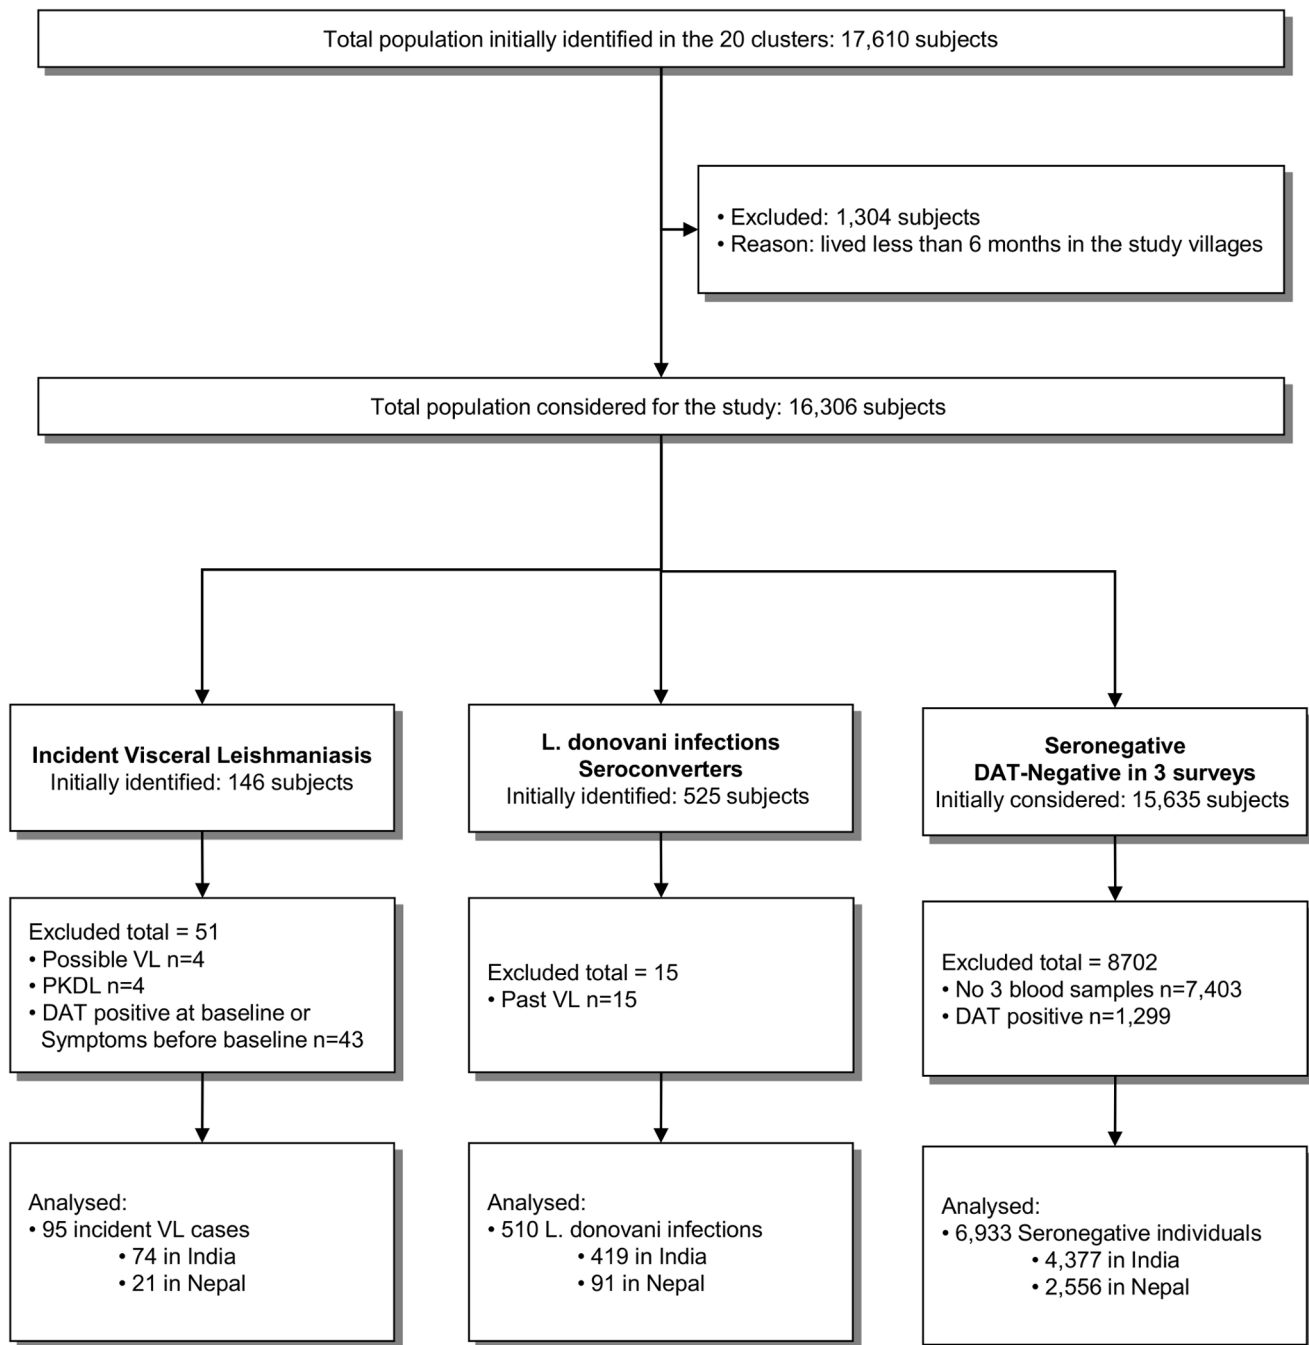 Total population initially identified in the 20 clusters: 17,610 subjects
• Excluded: 1,304 subjects
• Reason: lived less than 6 months in the study villages
Total population considered for the study: 16,306 subjects
Incident Visceral Leishmaniasis
Initially identified: 146 subjects
L. donovani infections
Seroconverters
Initially identified: 525 subjects
Seronegative
DAT-Negative in 3 surveys
Initially considered: 15,635 subjects
Excluded total = 51
• Possible VL n=4
• PKDL n=4
• DAT positive at baseline or
Symptoms before baseline n=43
Excluded total = 15
• Past VL n=15
Excluded total = 8702
• No 3 blood samples n=7,403
• DAT positive n=1,299
Analysed:
• 95 incident VL cases
• 74 in India
• 21 in Nepal
Analysed:
• 510 L. donovani infections
• 419 in India
• 91 in Nepal
Analysed:
• 6,933 Seronegative individuals
• 4,377 in India
• 2,556 in Nepal